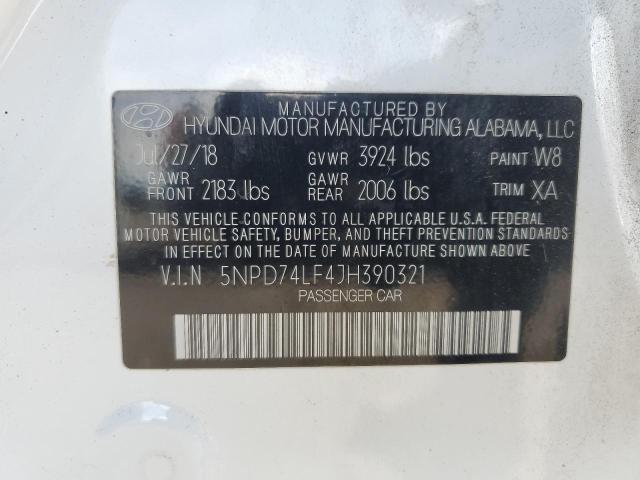 MANUFACTURED BY
HYUNDAI MOTOR MANUFACTURING ALABAMA, LLC
Jul/27/18 GVWR 3924 lbs PAINT W8
GAWR FRONT 2183 lbs GAWR REAR 2006 lbs TRIM XA
THIS VEHICLE CONFORMS TO ALL APPLICABLE U.S.A. FEDERAL
MOTOR VEHICLE SAFETY, BUMPER, AND THEFT PREVENTION STANDARDS
IN EFFECT ON THE DATE OF MANUFACTURE SHOWN ABOVE
V.I.N 5NPD74LF4JH390321
PASSENGER CAR